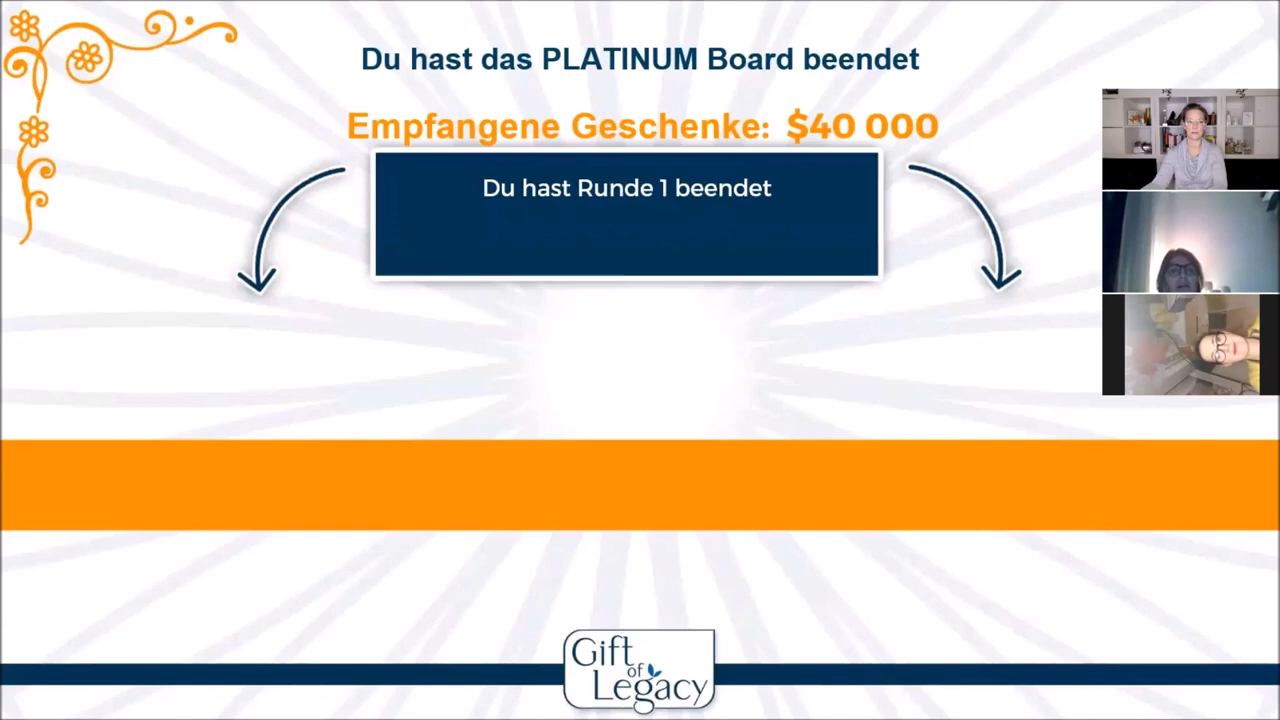 Du hast das PLATINUM Board beendet
Empfangene Geschenke: $40 000
Du hast Runde 1 beendet
Gift
of
Legacy